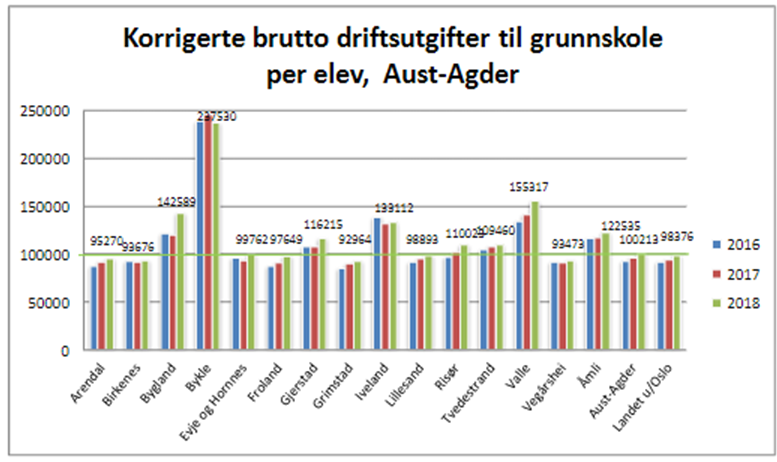 Korrigerte brutto driftsutgifter til grunnskole
per elev, Aust-Agder
250000
200000
150000
100000
50000
0
95270
93676
142589
237530
99762
97649
116215
92964
133112
98893
110023
109460
155317
93473
122535
100213
98376
Arendal
Birkenes
Bygland
Bykle
Evje og Hornnes
Froland
Gjerstad
Grimstad
Iveland
Lillesand
Risør
Tvedestrand
Valle
Vegårshei
Åmli
Aust-Agder
Landet u/Oslo
2016
2017
2018